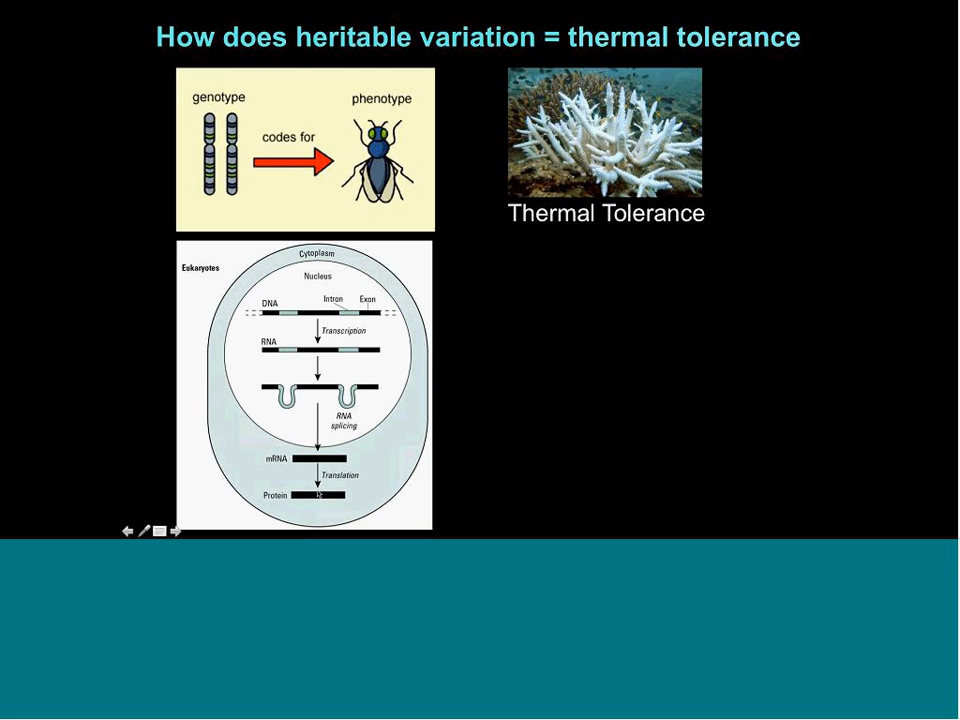 How does heritable variation = thermal tolerance
genotype
phenotype
codes for
Thermal Tolerance
Cytoplasm
Eukaryotes
Nucleus
DNA
Intron
Exon
Transcription
RNA
RNA
splicing
mRNA
Translation
Protein